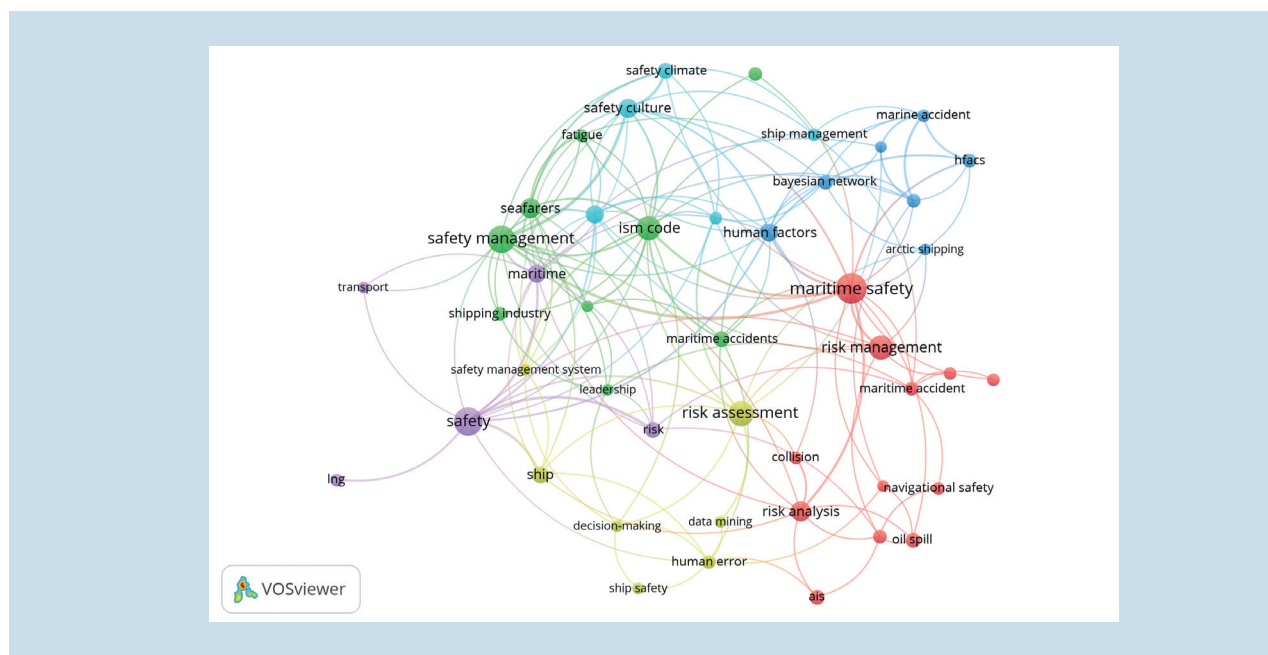 safety climate
safety culture
marine accident
fatigue
ship management
hfacs
bayesian network
seafarers
ism code
human factors
safety management
arctic shipping
maritime
transport
maritime safety
shipping industry
maritime accidents
risk management
safety management system
leadership
maritime accident
risk assessment
safety
risk
collision
ship
lng
navigational safety
risk analysis
decision-making
data mining
oil spill
human error
ship safety
ais
VOSviewer